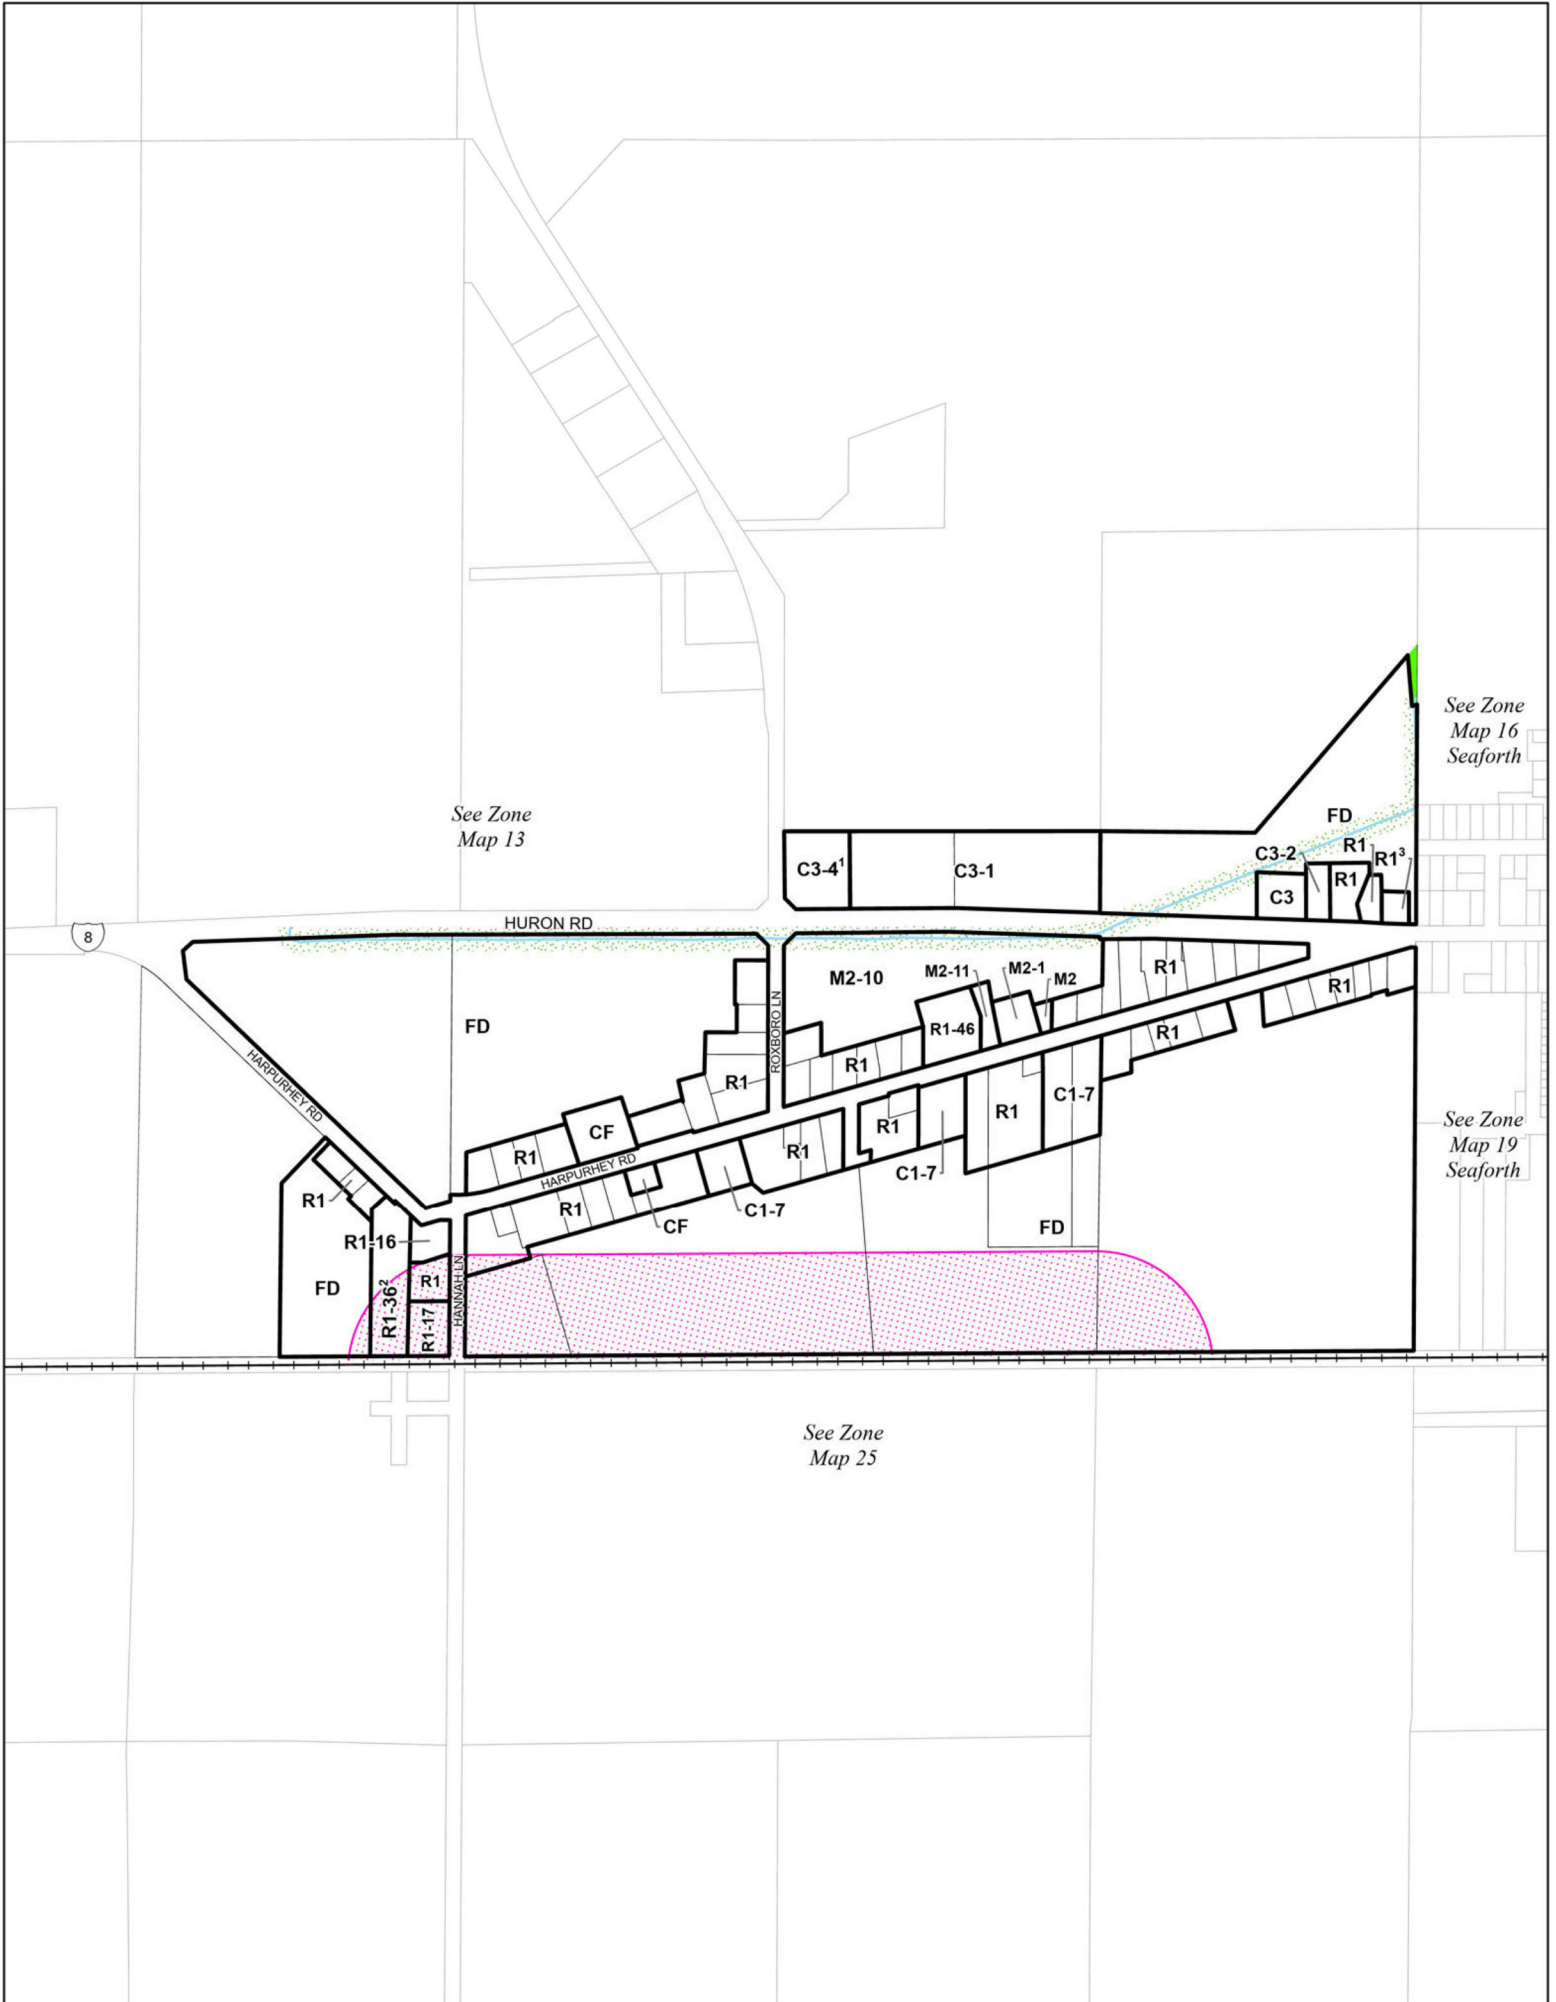 See Zone
Map 16
Seaforth
See Zone
Map 13
FD
C3-4¹
C3-1
C3-2
R1
R1³
C3
R1
HURON RD
8
M2-10
M2-11
M2-1
M2
R1
R1
FD
ROXBORO LN
R1-46
R1
R1
HARPURHEY RD
R1
C1-7
CF
R1
R1
R1
See Zone
Map 19
Seaforth
R1
HARPURHEY RD
C1-7
R1
R1
CF
C1-7
FD
R1-16
FD
R1-36²
R1
R1-17
HANNAH LN
See Zone
Map 25